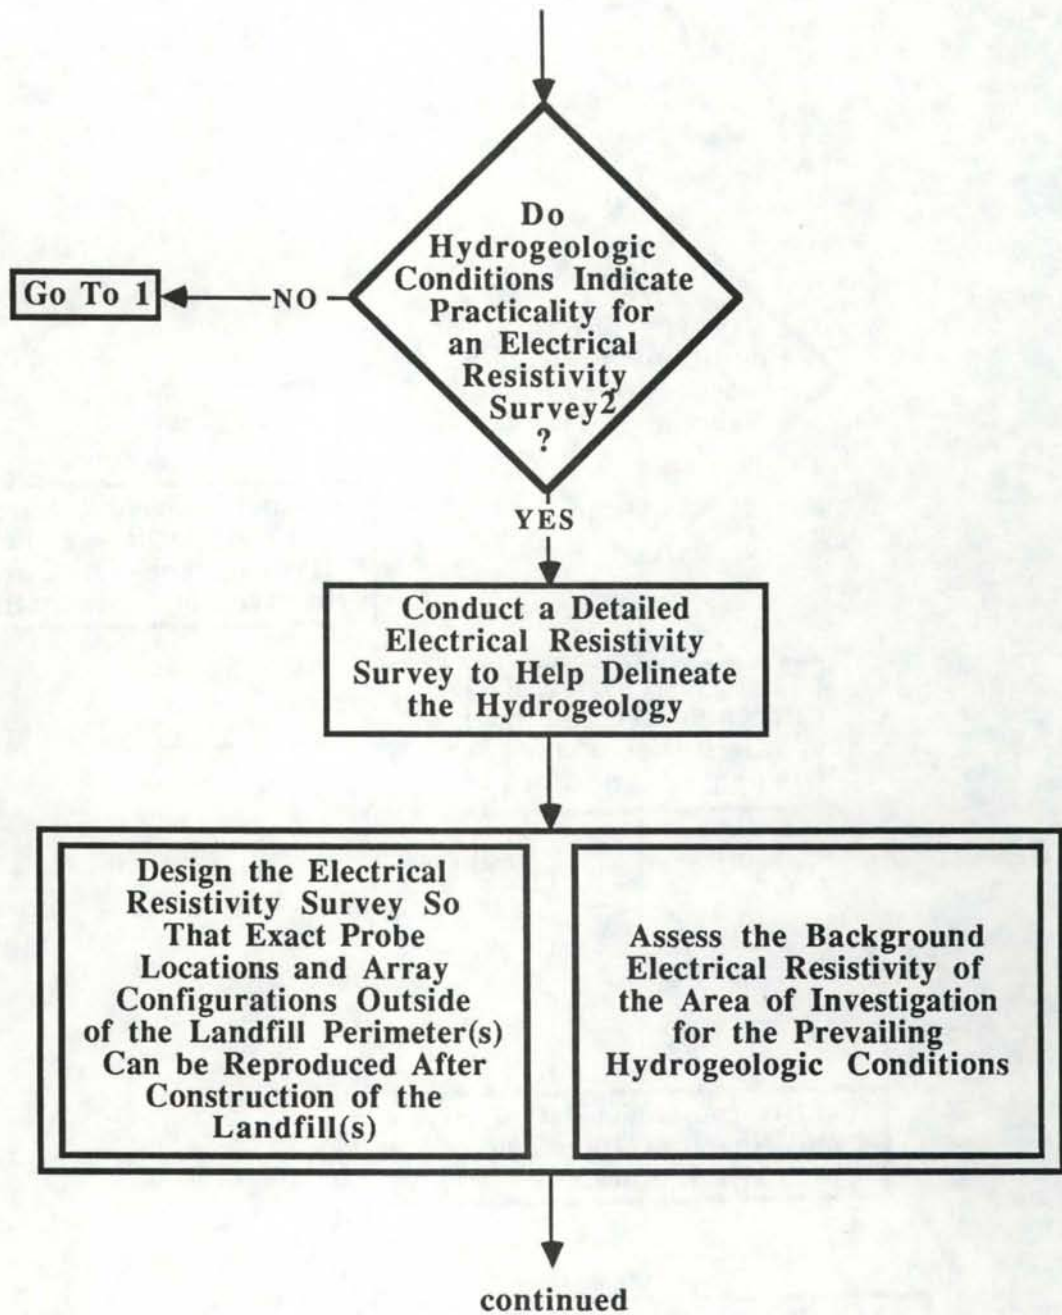 Do
Hydrogeologic
Conditions Indicate
Practicality for
an Electrical
Resistivity
Survey2
?
Go To 1
NO
YES
Conduct a Detailed
Electrical Resistivity
Survey to Help Delineate
the Hydrogeology
Design the Electrical
Resistivity Survey So
That Exact Probe
Locations and Array
Configurations Outside
of the Landfill Perimeter(s)
Can be Reproduced After
Construction of the
Landfill(s)
Assess the Background
Electrical Resistivity of
the Area of Investigation
for the Prevailing
Hydrogeologic Conditions
continued